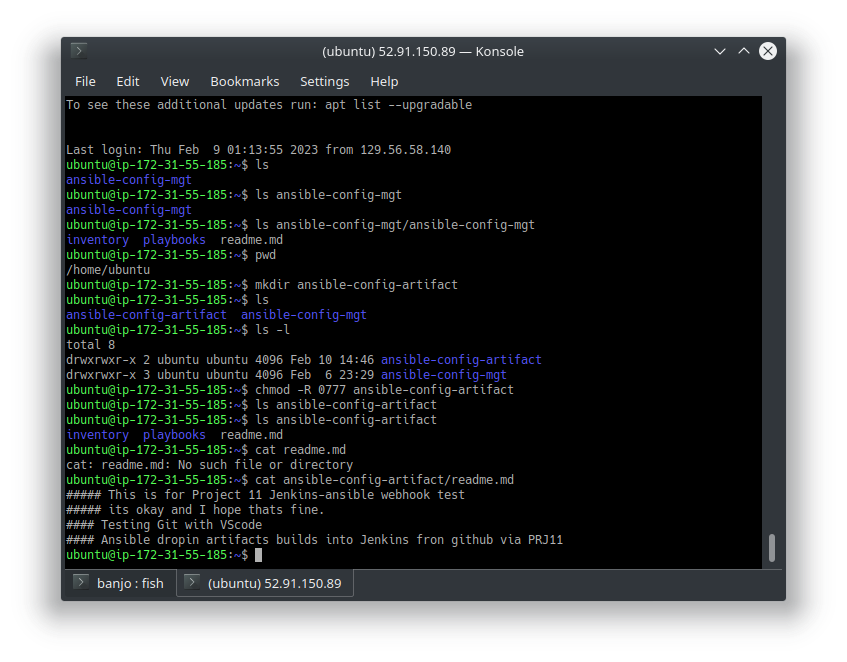 (ubuntu) 52.91.150.89 — Konsole
File Edit View Bookmarks Settings Help
To see these additional updates run: apt list --upgradable
Last login: Thu Feb  9 01:13:55 2023 from 129.56.58.140
ubuntu@ip-172-31-55-185:~$ ls
ansible-config-mgt
ubuntu@ip-172-31-55-185:~$ ls ansible-config-mgt
ansible-config-mgt
ubuntu@ip-172-31-55-185:~$ ls ansible-config-mgt/ansible-config-mgt
inventory  playbooks  readme.md
ubuntu@ip-172-31-55-185:~$ pwd
/home/ubuntu
ubuntu@ip-172-31-55-185:~$ mkdir ansible-config-artifact
ubuntu@ip-172-31-55-185:~$ ls
ansible-config-artifact  ansible-config-mgt
ubuntu@ip-172-31-55-185:~$ ls -l
total 8
drwxrwxr-x 2 ubuntu ubuntu 4096 Feb 10 14:46 ansible-config-artifact
drwxrwxr-x 3 ubuntu ubuntu 4096 Feb  6 23:29 ansible-config-mgt
ubuntu@ip-172-31-55-185:~$ chmod -R 0777 ansible-config-artifact
ubuntu@ip-172-31-55-185:~$ ls ansible-config-artifact
ubuntu@ip-172-31-55-185:~$ ls ansible-config-artifact
inventory  playbooks  readme.md
ubuntu@ip-172-31-55-185:~$ cat readme.md
cat: readme.md: No such file or directory
ubuntu@ip-172-31-55-185:~$ cat ansible-config-artifact/readme.md
##### This is for Project 11 Jenkins-ansible webhook test
##### its okay and I hope thats fine.
#### Testing Git with VScode
#### Ansible dropin artifacts builds into Jenkins fron github via PRJ11
ubuntu@ip-172-31-55-185:~$
banjo : fish (ubuntu) 52.91.150.89